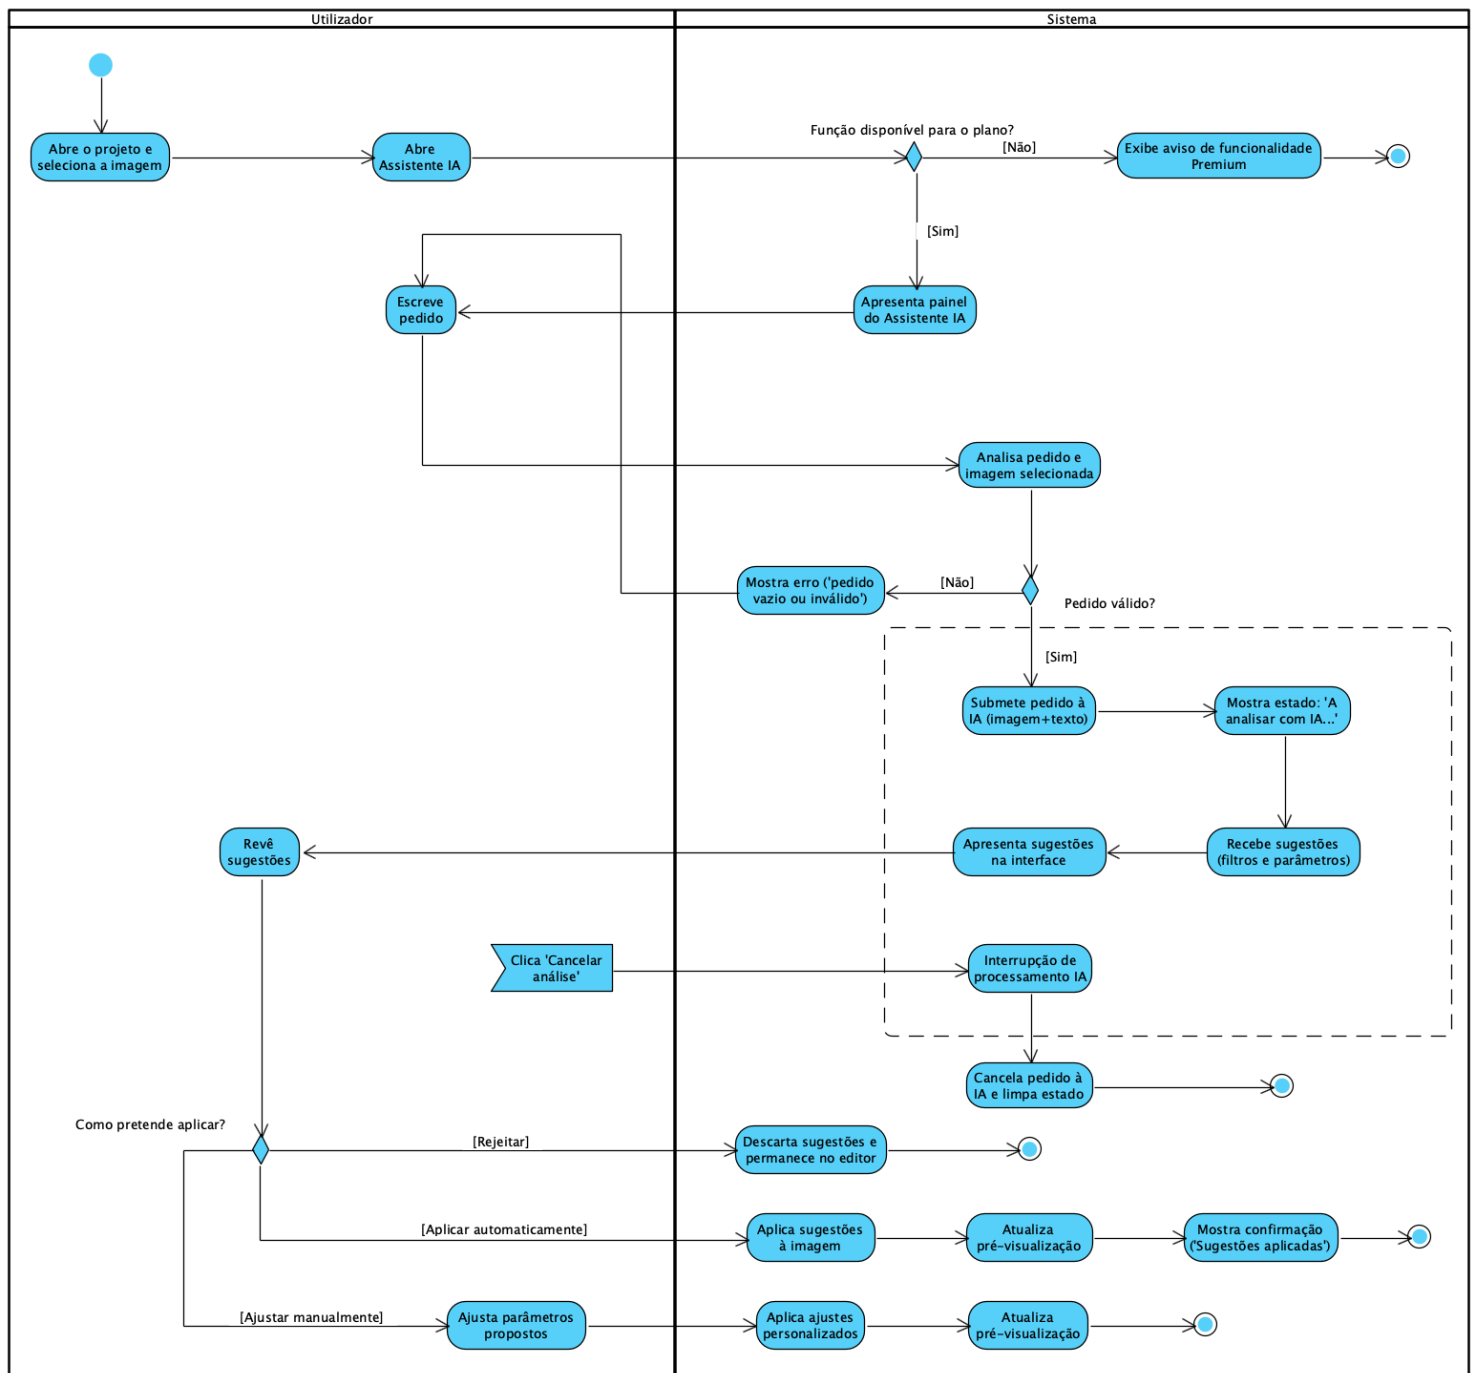 Utilizador
Sistema
Abre o projeto e
seleciona a imagem
Abre
Assistente IA
Função disponível para o plano?
[Não]
Exibe aviso de funcionalidade
Premium
[Sim]
Escreve
pedido
Apresenta painel
do Assistente IA
Analisa pedido e
imagem selecionada
Mostra erro ('pedido
vazio ou inválido')
[Não]
Pedido válido?
[Sim]
Submete pedido à
IA (imagem+texto)
Mostra estado: 'A
analisar com IA...'
Revê
sugestões
Apresenta sugestões
na interface
Recebe sugestões
(filtros e parâmetros)
Clica 'Cancelar
análise'
Interrupção de
processamento IA
Cancela pedido à
IA e limpa estado
Como pretende aplicar?
[Rejeitar]
Descarta sugestões e
permanece no editor
[Aplicar automaticamente]
Aplica sugestões
à imagem
Atualiza
pré-visualização
Mostra confirmação
('Sugestões aplicadas')
[Ajustar manualmente]
Ajusta parâmetros
propostos
Aplica ajustes
personalizados
Atualiza
pré-visualização